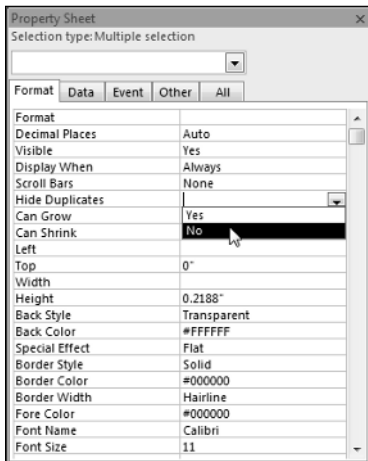 Property Sheet
Selection type: Multiple selection
Format Data Event Other All
Format
Decimal Places Auto
Visible Yes
Display When Always
Scroll Bars None
Hide Duplicates
Can Grow Yes
Can Shrink No
Left
Top 0"
Width
Height 0.2188"
Back Style Transparent
Back Color #FFFFFF
Special Effect Flat
Border Style Solid
Border Color #000000
Border Width Hairline
Fore Color #000000
Font Name Calibri
Font Size 11